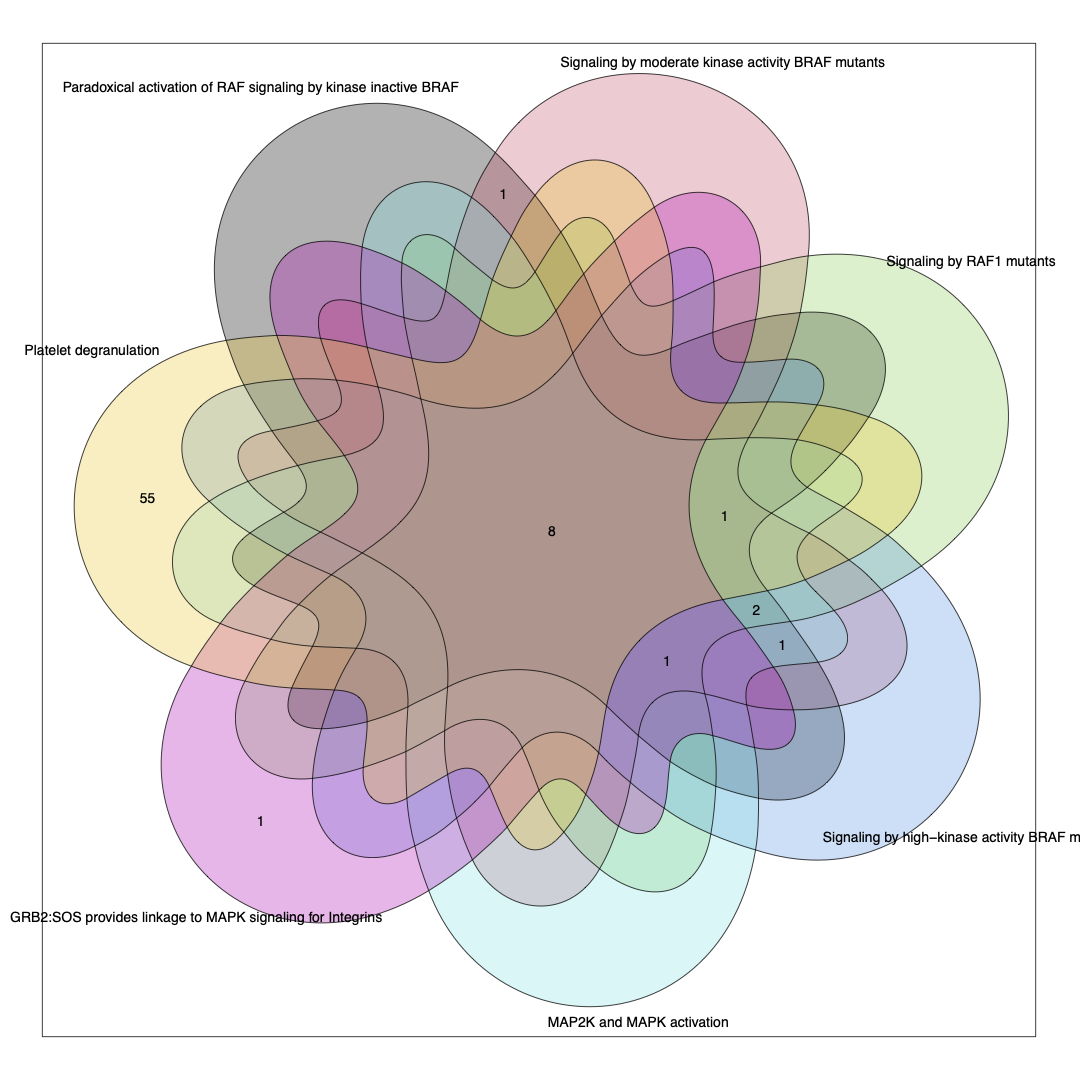 Signaling by moderate kinase activity BRAF mutants
Paradoxical activation of RAF signaling by kinase inactive BRAF
1
Signaling by RAF1 mutants
Platelet degranulation
55
1
8
2
1
1
1
Signaling by high−kinase activity BRAF m
GRB2:SOS provides linkage to MAPK signaling for Integrins
MAP2K and MAPK activation